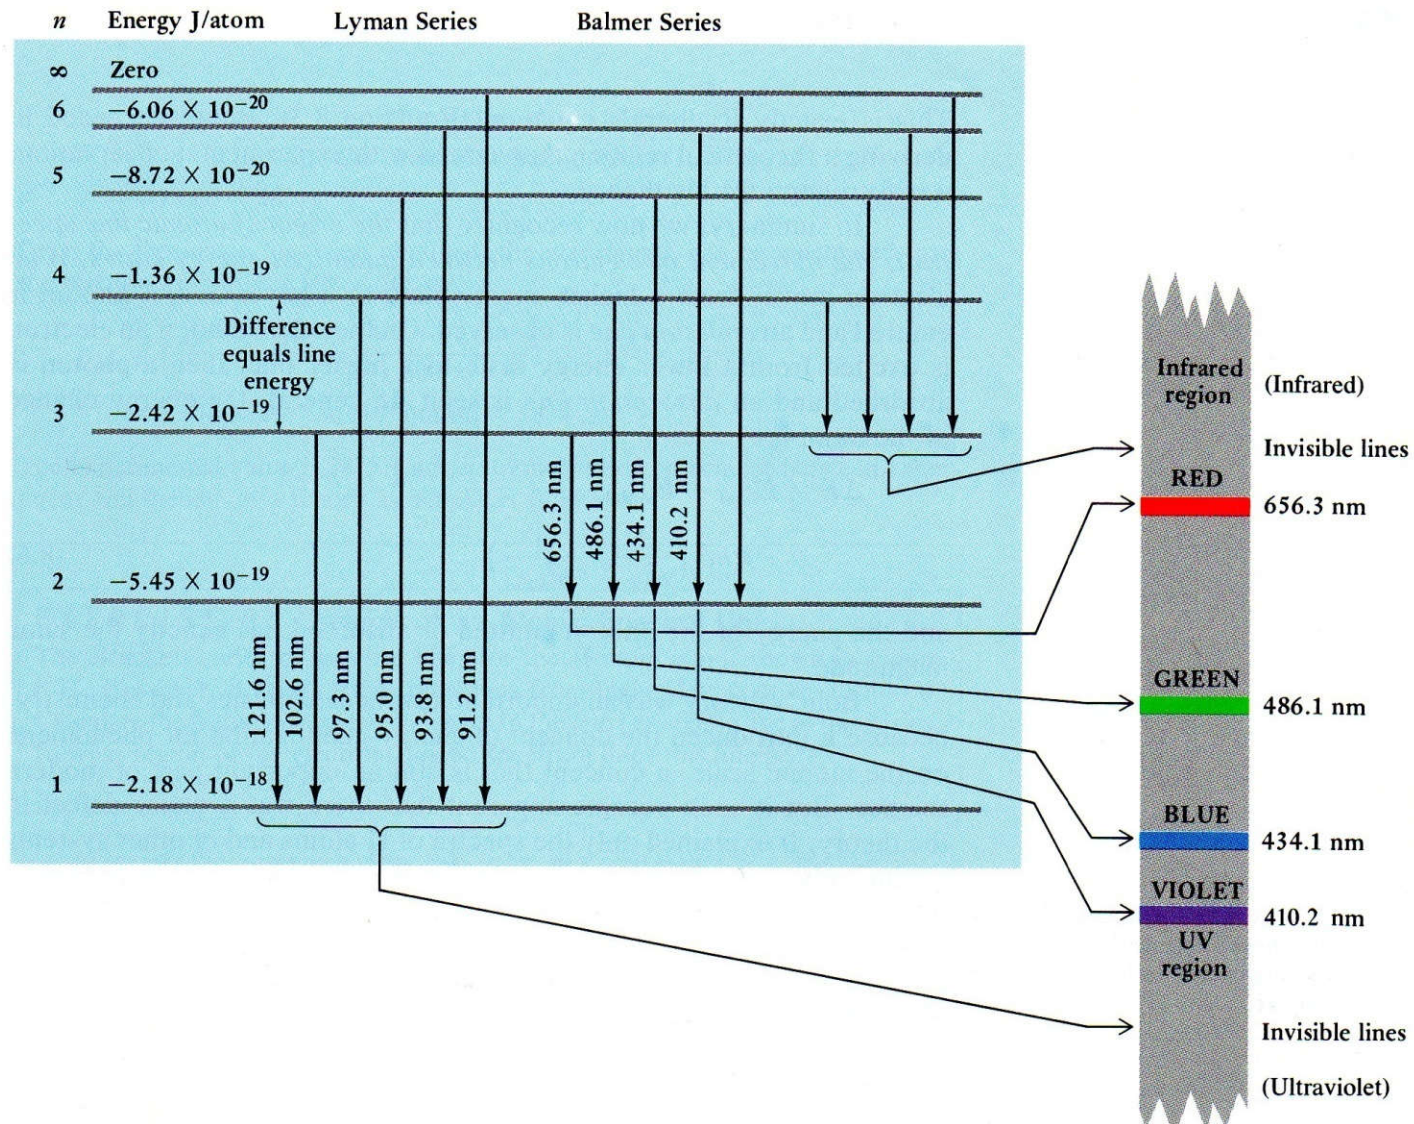 n Energy J/atom Lyman Series Balmer Series
∞ Zero
6 −6.06 × 10⁻²⁰
5 −8.72 × 10⁻²⁰
4 −1.36 × 10⁻¹⁹
Difference
equals line
energy
3 −2.42 × 10⁻¹⁹
656.3 nm
486.1 nm
434.1 nm
410.2 nm
2 −5.45 × 10⁻¹⁹
121.6 nm
102.6 nm
97.3 nm
95.0 nm
93.8 nm
91.2 nm
1 −2.18 × 10⁻¹⁸
Infrared
region
(Infrared)
Invisible lines
RED
656.3 nm
GREEN
486.1 nm
BLUE
434.1 nm
VIOLET
410.2 nm
UV
region
Invisible lines
(Ultraviolet)